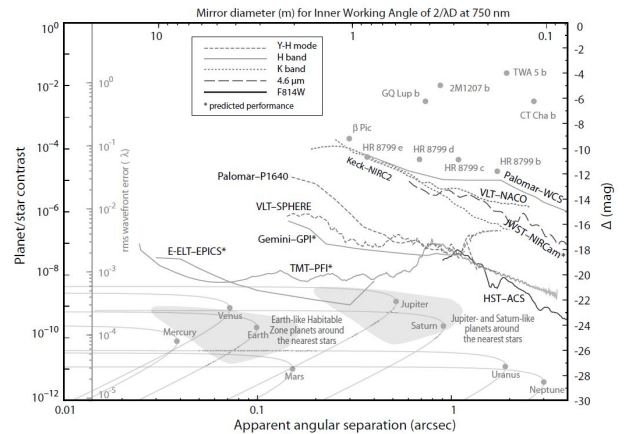 Mirror diameter (m) for Inner Working Angle of 2/λD at 750 nm
10 1 0.1
10⁰
10⁻²
10⁻⁴
10⁻⁶
10⁻⁸
10⁻¹⁰
10⁻¹²
Planet/star contrast
10⁰
10⁻¹
10⁻²
10⁻³
10⁻⁴
10⁻⁵
rms wavefront error (λ)
Y-H mode
H band
K band
4.6 μm
F814W
* predicted performance
TWA 5 b
2M1207 b
GQ Lup b
CT Cha b
β Pic
HR 8799 e
HR 8799 d
HR 8799 c
HR 8799 b
Keck–NIRC2
Palomar–WCS
VLT–NACO
JWST–NIRCam*
Palomar–P1640
VLT–SPHERE
Gemini–GPI*
E-ELT–EPICS*
TMT–PFI*
HST–ACS
Jupiter
Saturn
Venus
Mercury
Earth
Mars
Uranus
Neptune
Earth-like Habitable
Zone planets around
the nearest stars
Jupiter- and Saturn-like
planets around
the nearest stars
0
-2
-4
-6
-8
-10
-12
-14
-16
-18
-20
-22
-24
-26
-28
-30
Δ (mag)
0.01 0.1 1
Apparent angular separation (arcsec)